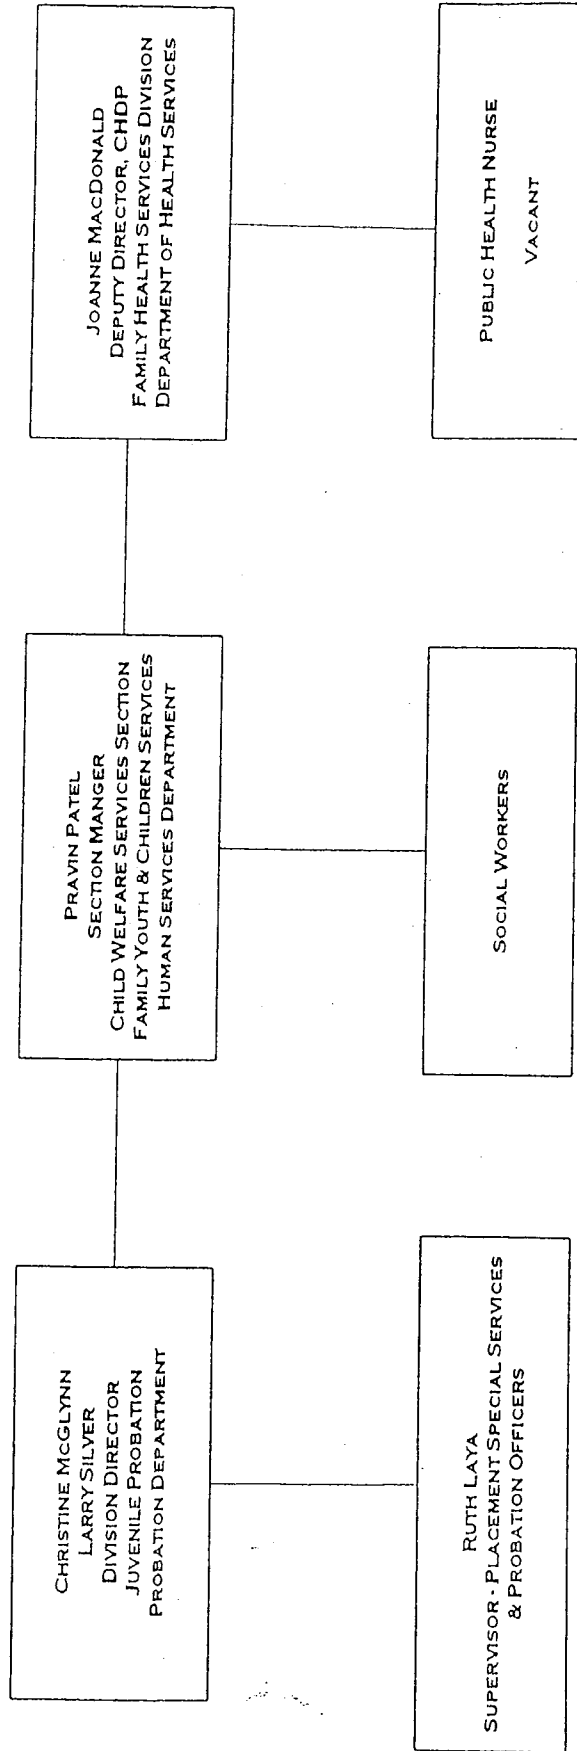 CHRISTINE MCGLYNN
LARRY SILVER
DIVISION DIRECTOR
JUVENILE PROBATION
PROBATION DEPARTMENT
PRAVIN PATEL
SECTION MANGER
CHILD WELFARE SERVICES SECTION
FAMILY YOUTH & CHILDREN SERVICES
HUMAN SERVICES DEPARTMENT
JOANNE MACDONALD
DEPUTY DIRECTOR, CHDP
FAMILY HEALTH SERVICES DIVISION
DEPARTMENT OF HEALTH SERVICES
RUTH LAYA
SUPERVISOR - PLACEMENT SPECIAL SERVICES
& PROBATION OFFICERS
SOCIAL WORKERS
PUBLIC HEALTH NURSE
VACANT